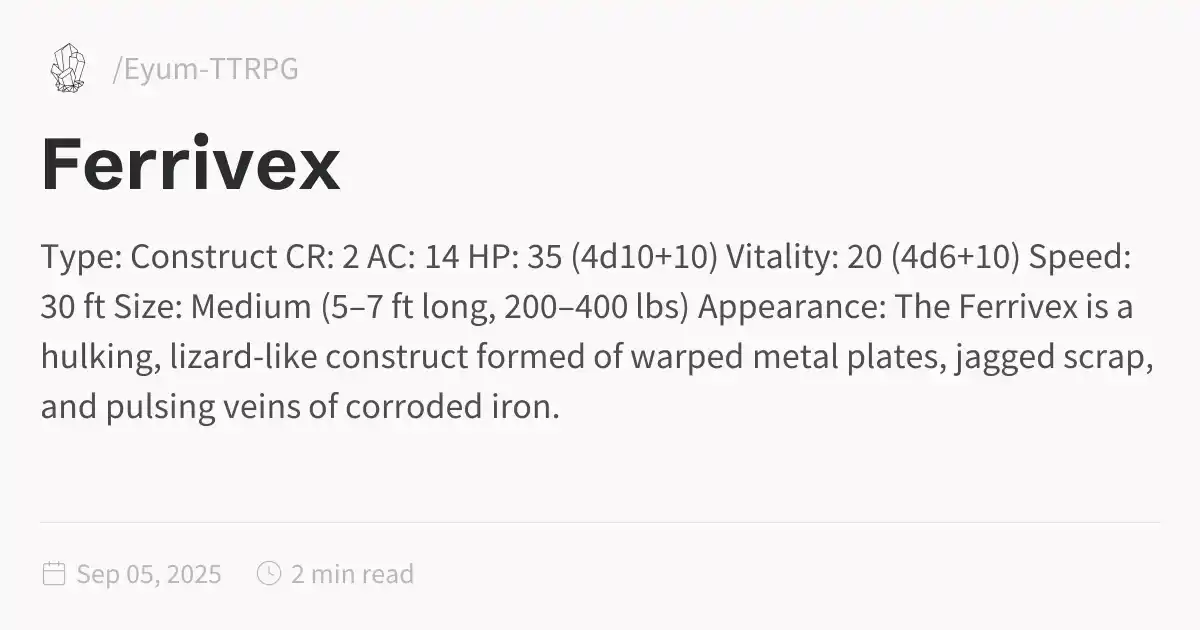 /Eyum-TTRPG
Ferrivex
Type: Construct CR: 2 AC: 14 HP: 35 (4d10+10) Vitality: 20 (4d6+10) Speed:
30 ft Size: Medium (5–7 ft long, 200–400 lbs) Appearance: The Ferrivex is a
hulking, lizard-like construct formed of warped metal plates, jagged scrap,
and pulsing veins of corroded iron.
Sep 05, 2025 2 min read